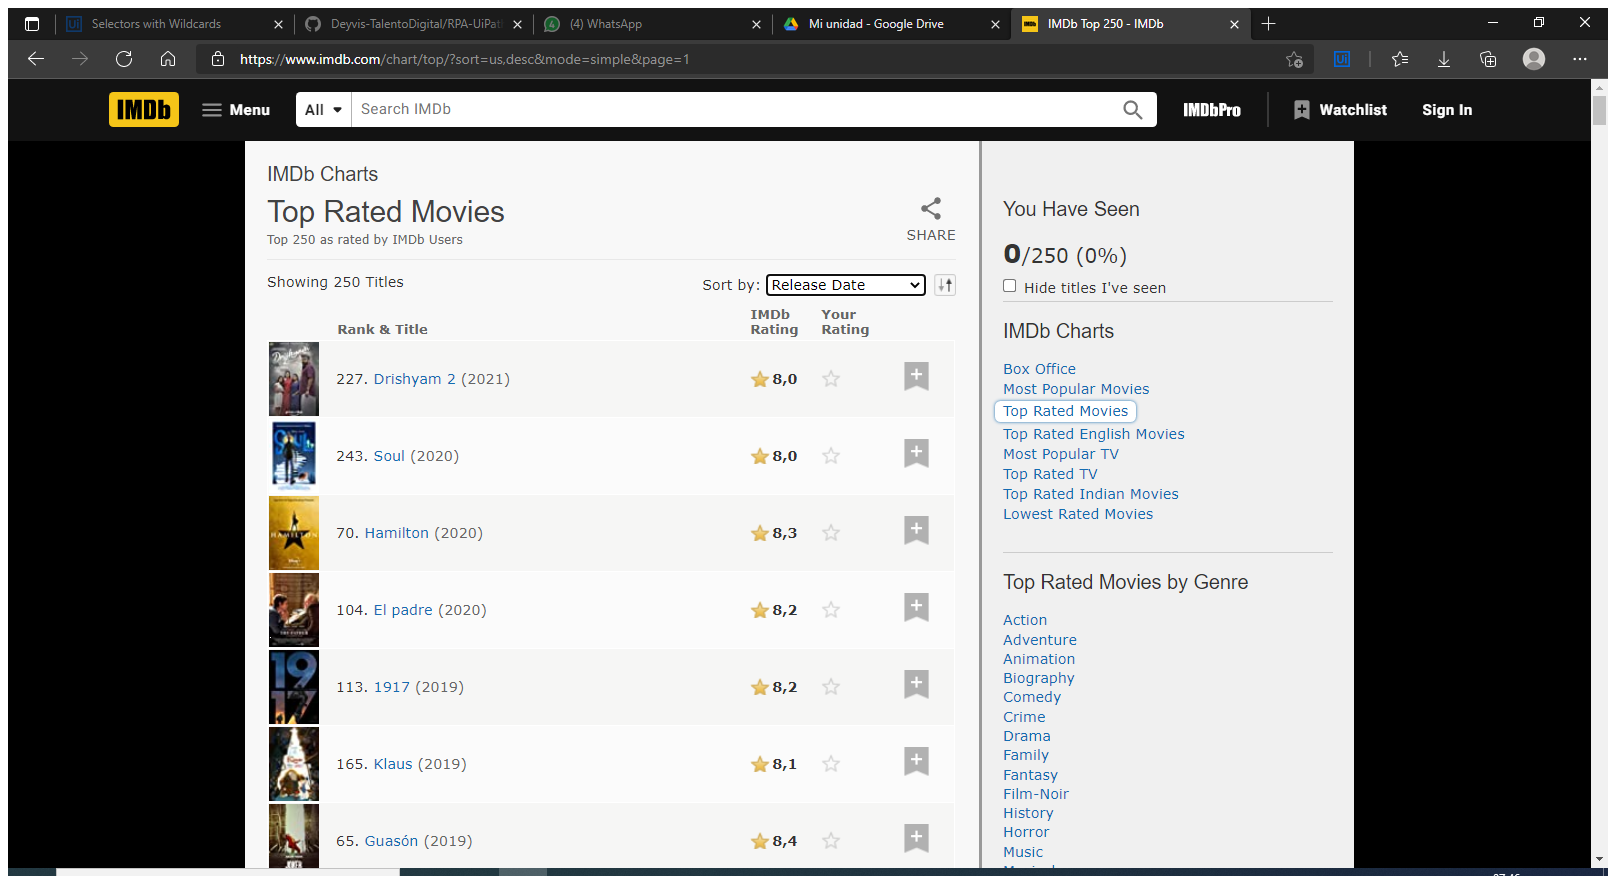 Selectors with Wildcards
Deyvis-TalentoDigital/RPA-UiPat
(4) WhatsApp
Mi unidad - Google Drive
IMDb Top 250 - IMDb
https://www.imdb.com/chart/top/?sort=us,desc&mode=simple&page=1
IMDb
Menu
All
Search IMDb
IMDbPro
Watchlist
Sign In
IMDb Charts
Top Rated Movies
Top 250 as rated by IMDb Users
SHARE
Showing 250 Titles
Sort by: Release Date
Rank & Title
IMDb Rating
Your Rating
227. Drishyam 2 (2021) 8,0
243. Soul (2020) 8,0
70. Hamilton (2020) 8,3
104. El padre (2020) 8,2
113. 1917 (2019) 8,2
165. Klaus (2019) 8,1
65. Guasón (2019) 8,4
You Have Seen
0/250 (0%)
Hide titles I've seen
IMDb Charts
Box Office
Most Popular Movies
Top Rated Movies
Top Rated English Movies
Most Popular TV
Top Rated TV
Top Rated Indian Movies
Lowest Rated Movies
Top Rated Movies by Genre
Action
Adventure
Animation
Biography
Comedy
Crime
Drama
Family
Fantasy
Film-Noir
History
Horror
Music